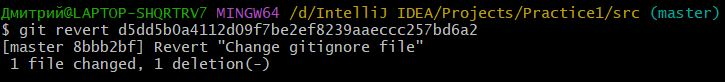 Дмитрий@LAPTOP-SHQRTRV7 MINGW64 /d/IntelliJ IDEA/Projects/Practice1/src (master)
$ git revert d5dd5b0a4112d09f7be2ef8239aaeccc257bd6a2
[master 8bbb2bf] Revert "Change gitignore file"
 1 file changed, 1 deletion(-)